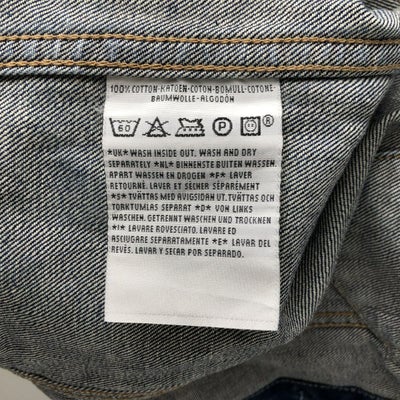 100% COTTON-KATOEN-COTON-BOMULL-COTONE-
BAUMWOLLE-ALGODÓN
60 ®
*UK* WASH INSIDE OUT. WASH AND DRY
SEPARATELY *NL* BINNENSTE BUITEN WASSEN.
APART WASSEN EN DROGEN *F* LAVER
RETOURNÉ. LAVER ET SÉCHER SÉPARÉMENT
*S* TVÄTTAS MED AVIGSIDAN UT. TVÄTTAS OCH
TORKTUMLAS SEPARAT *D* VON LINKS
WASCHEN. GETRENNT WASCHEN UND TROCKNEN
*I* LAVARE ROVESCIATO. LAVARE ED
ASCIUGARE SEPARATAMENTE *E* LAVAR DEL
REVÉS. LAVAR Y SECAR POR SEPARADO.